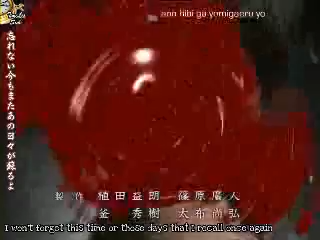 ano hibi ga yomigaeru yo
忘れない今もまたあの日々が蘇るよ
製 作 植田益朗 篠原廣人
釜 秀樹 太布尚弘
I won't forget this time or those days that I recall once again